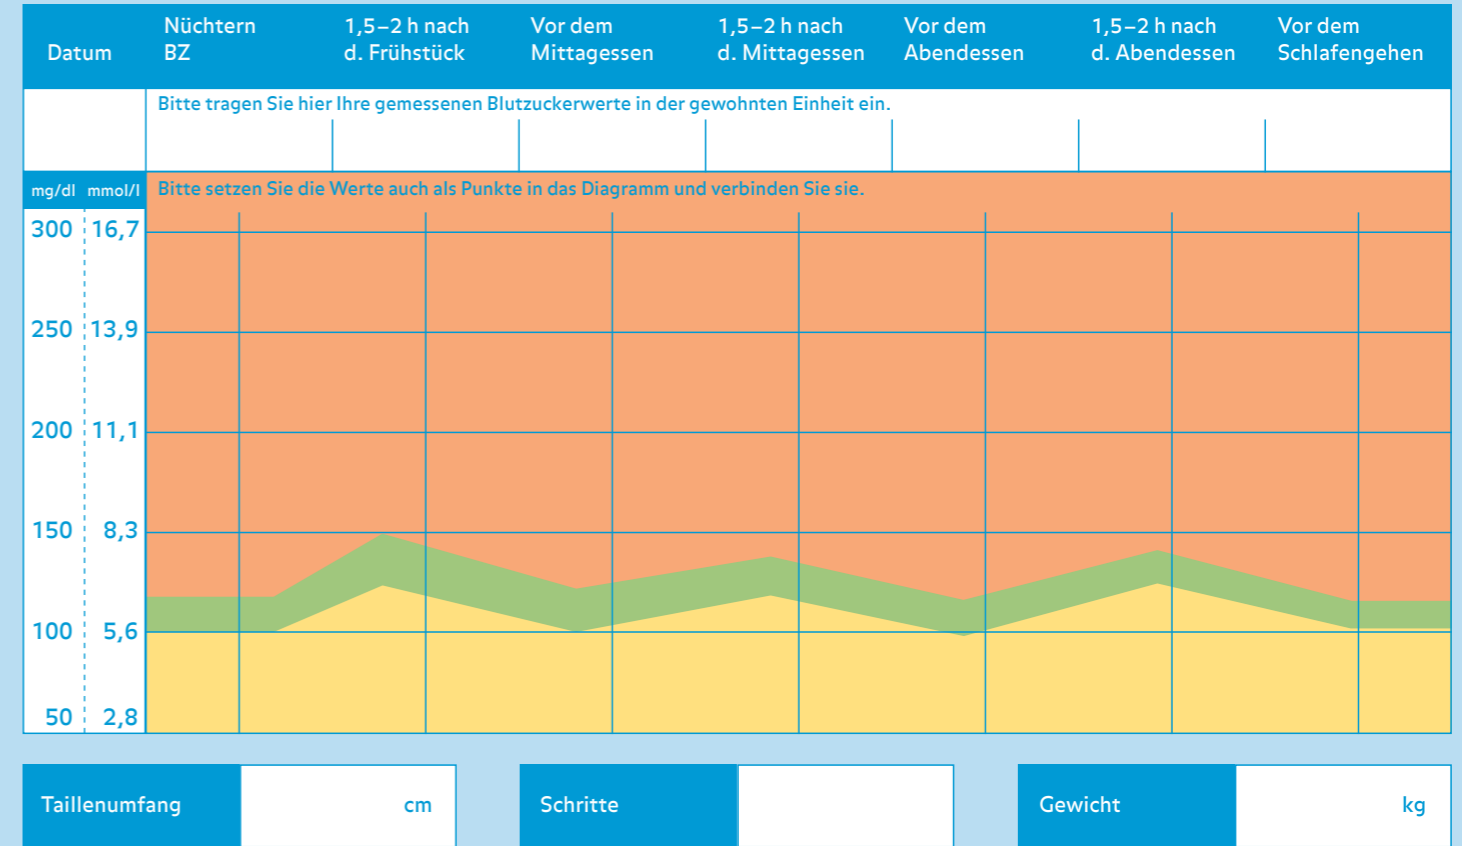 Datum
Nüchtern
BZ
1,5–2 h nach
d. Frühstück
Vor dem
Mittagessen
1,5–2 h nach
d. Mittagessen
Vor dem
Abendessen
1,5–2 h nach
d. Abendessen
Vor dem
Schlafengehen
Bitte tragen Sie hier Ihre gemessenen Blutzuckerwerte in der gewohnten Einheit ein.
mg/dl mmol/l
Bitte setzen Sie die Werte auch als Punkte in das Diagramm und verbinden Sie sie.
300 16,7
250 13,9
200 11,1
150 8,3
100 5,6
50 2,8
Taillenumfang cm
Schritte
Gewicht kg